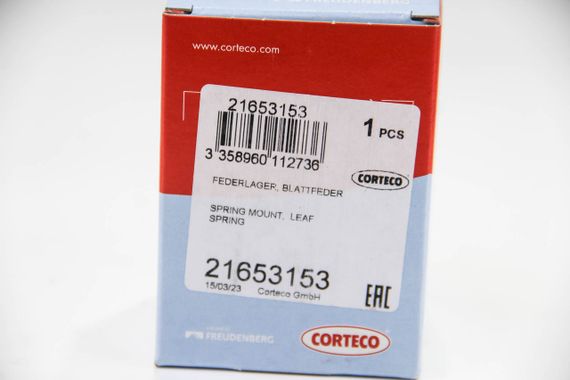 FREUDENBERG
www.corteco.com
21653153
1 PCS
3 358960 112736
CORTECO
FEDERLAGER, BLATTFEDER
SPRING MOUNT, LEAF
SPRING
21653153
15/03/23 Corteco GmbH
EAC
FREUDENBERG
CORTECO